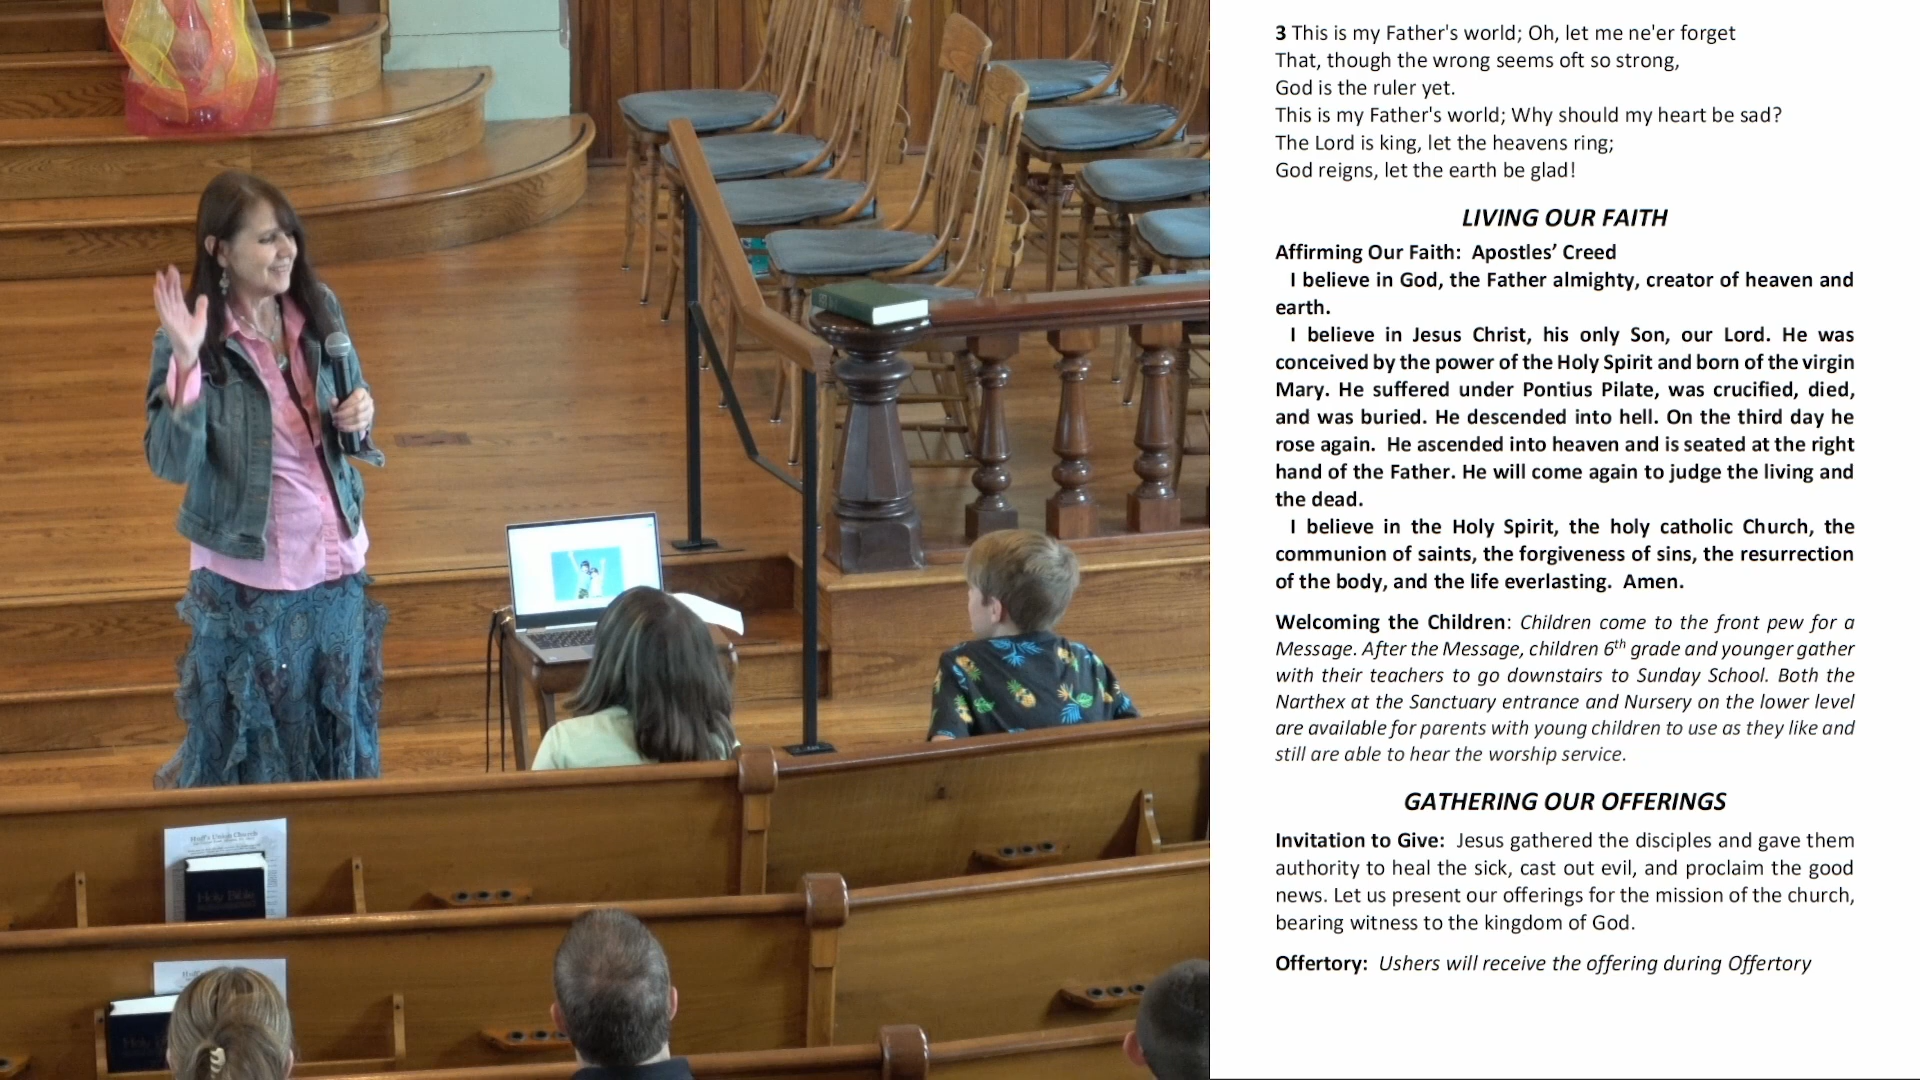 3 This is my Father's world; Oh, let me ne'er forget
That, though the wrong seems oft so strong,
God is the ruler yet.
This is my Father's world; Why should my heart be sad?
The Lord is king, let the heavens ring;
God reigns, let the earth be glad!
LIVING OUR FAITH
Affirming Our Faith: Apostles’ Creed
I believe in God, the Father almighty, creator of heaven and
earth.
I believe in Jesus Christ, his only Son, our Lord. He was
conceived by the power of the Holy Spirit and born of the virgin
Mary. He suffered under Pontius Pilate, was crucified, died,
and was buried. He descended into hell. On the third day he
rose again. He ascended into heaven and is seated at the right
hand of the Father. He will come again to judge the living and
the dead.
I believe in the Holy Spirit, the holy catholic Church, the
communion of saints, the forgiveness of sins, the resurrection
of the body, and the life everlasting. Amen.
Welcoming the Children: Children come to the front pew for a
Message. After the Message, children 6th grade and younger gather
with their teachers to go downstairs to Sunday School. Both the
Narthex at the Sanctuary entrance and Nursery on the lower level
are available for parents with young children to use as they like and
still are able to hear the worship service.
GATHERING OUR OFFERINGS
Invitation to Give: Jesus gathered the disciples and gave them
authority to heal the sick, cast out evil, and proclaim the good
news. Let us present our offerings for the mission of the church,
bearing witness to the kingdom of God.
Offertory: Ushers will receive the offering during Offertory
Huff's Union Church
Holy Bible
Holy